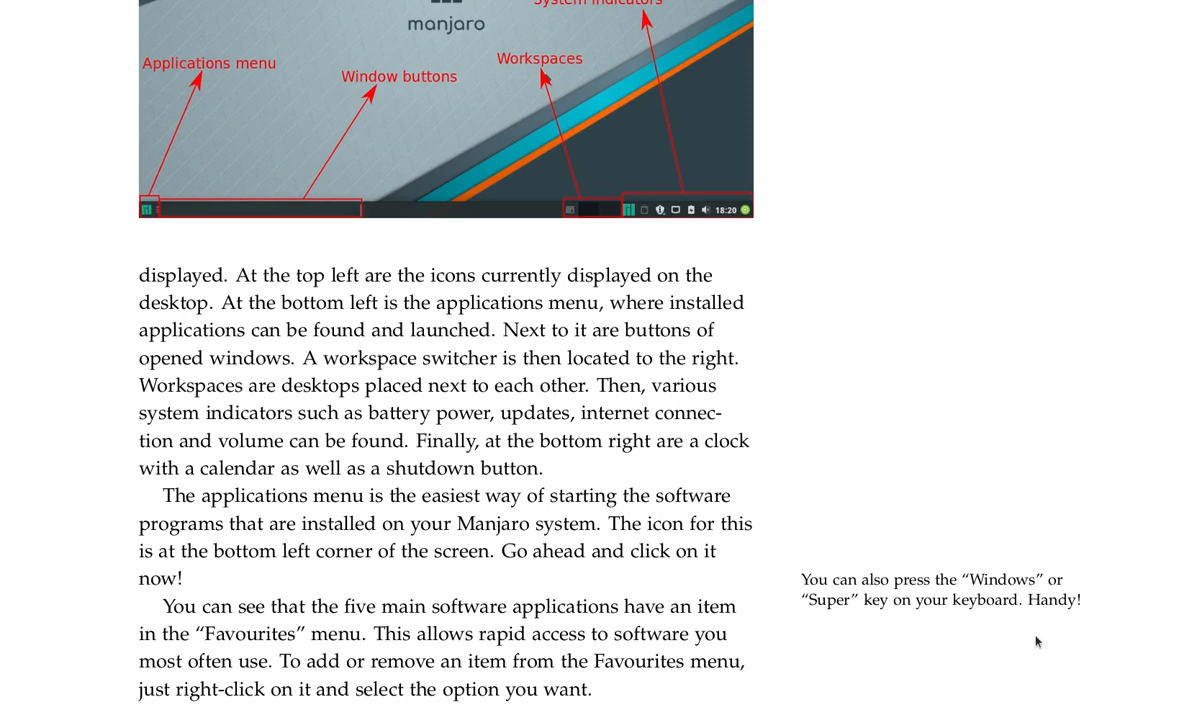 System indicators
manjaro
Workspaces
Applications menu
Window buttons
18:20
displayed. At the top left are the icons currently displayed on the
desktop. At the bottom left is the applications menu, where installed
applications can be found and launched. Next to it are buttons of
opened windows. A workspace switcher is then located to the right.
Workspaces are desktops placed next to each other. Then, various
system indicators such as battery power, updates, internet connec-
tion and volume can be found. Finally, at the bottom right are a clock
with a calendar as well as a shutdown button.
The applications menu is the easiest way of starting the software
programs that are installed on your Manjaro system. The icon for this
is at the bottom left corner of the screen. Go ahead and click on it
now!
You can also press the “Windows” or
“Super” key on your keyboard. Handy!
You can see that the five main software applications have an item
in the “Favourites” menu. This allows rapid access to software you
most often use. To add or remove an item from the Favourites menu,
just right-click on it and select the option you want.